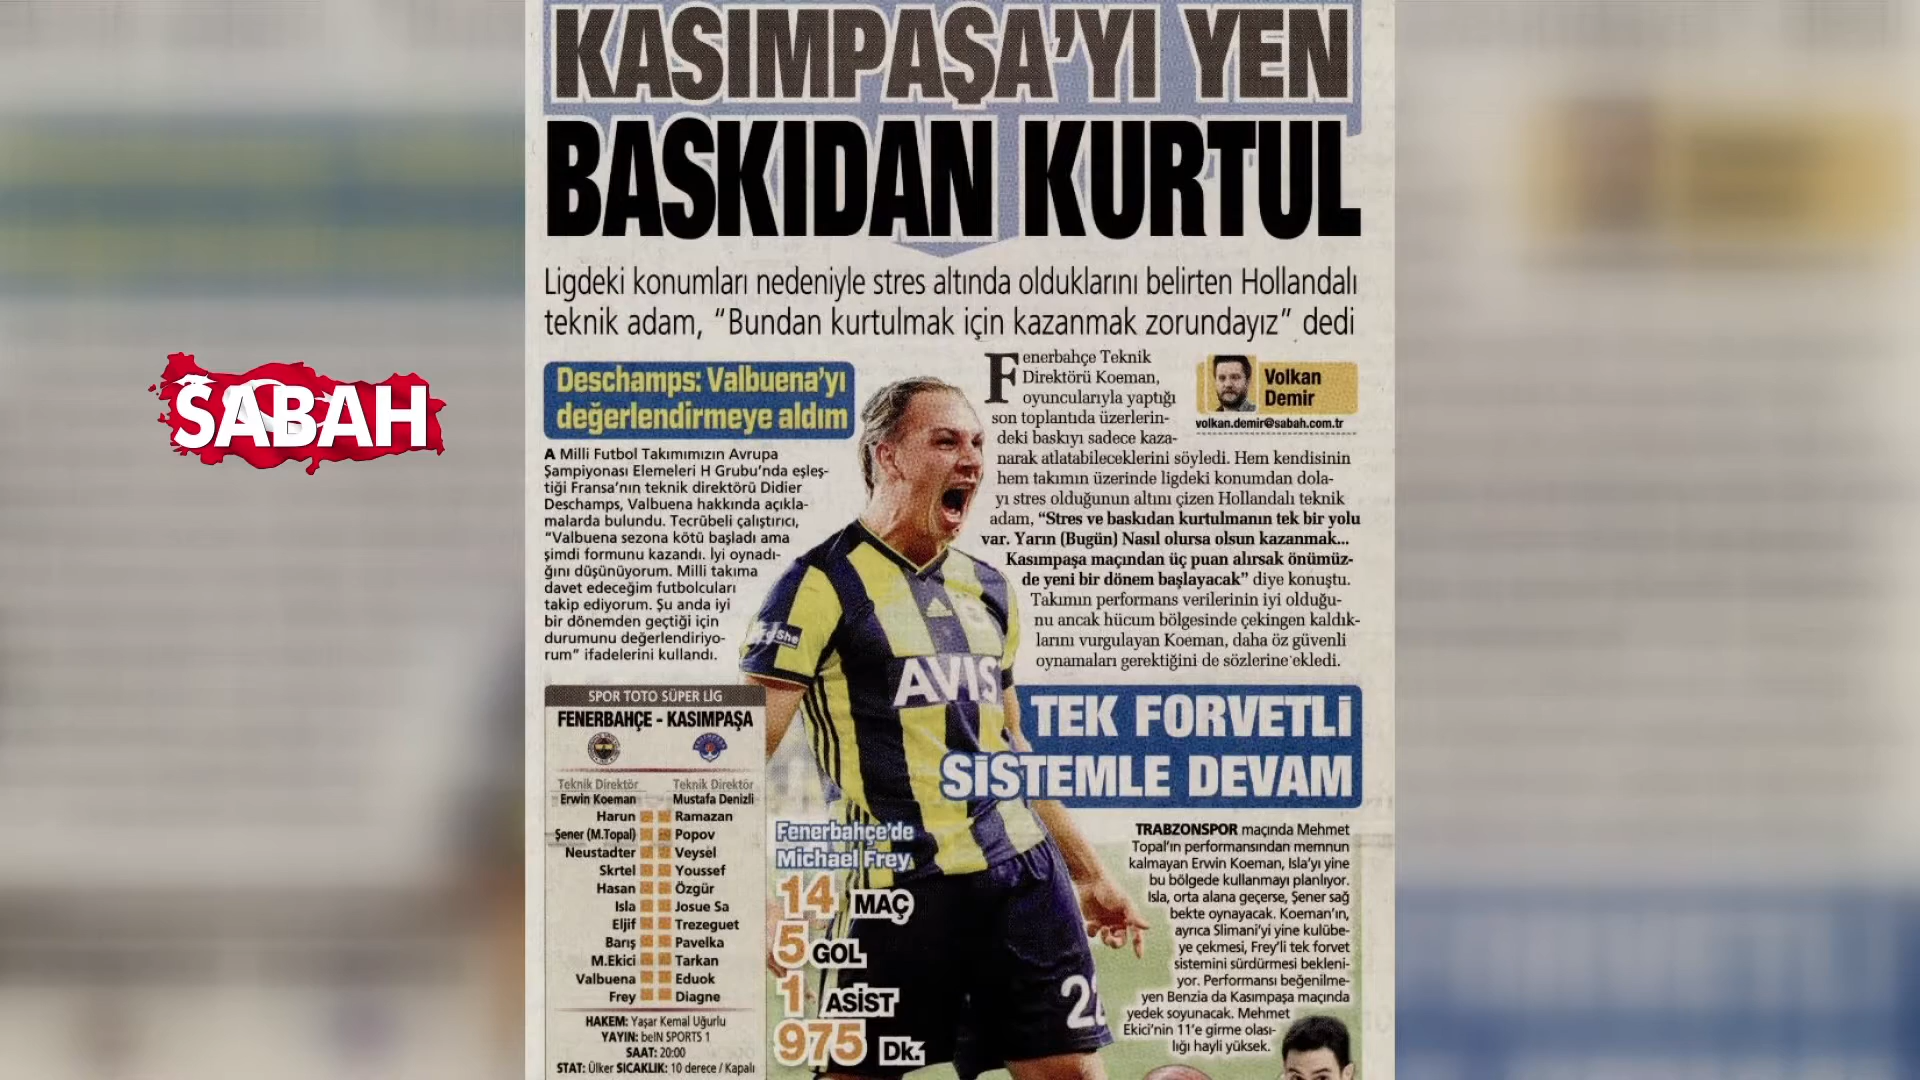 KASIMPAŞA'YI YEN
BASKIDAN KURTUL
Ligdeki konumları nedeniyle stres altında olduklarını belirten Hollandalı
teknik adam, “Bundan kurtulmak için kazanmak zorundayız” dedi
SABAH
Deschamps: Valbuena'yı
değerlendirmeye aldım
A Milli Futbol Takımımızın Avrupa
Şampiyonası Elemeleri H Grubu'nda eşleş-
tiği Fransa'nın teknik direktörü Didier
Deschamps, Valbuena hakkında açıkla-
malarda bulundu. Tecrübeli çalıştırıcı,
“Valbuena sezona kötü başladı ama
şimdi formunu kazandı. İyi oynadı-
ğını düşünüyorum. Milli takıma
davet edeceğim futbolcuları
takip ediyorum. Şu anda iyi
bir dönemden geçtiği için
durumunu değerlendiriyo-
rum” ifadelerini kullandı.
Fenerbahçe Teknik
Direktörü Koeman,
oyuncularıyla yaptığı
son toplantıda üzerlerin-
deki baskıyı sadece kaza-
narak atlatabileceklerini söyledi. Hem kendisinin
hem takımın üzerinde ligdeki konumdan dola-
yı stres olduğunun altını çizen Hollandalı teknik
adam, “Stres ve baskıdan kurtulmanın tek bir yolu
var. Yarın (Bugün) Nasıl olursa olsun kazanmak...
Kasımpaşa maçından üç puan alırsak önümüz-
de yeni bir dönem başlayacak” diye konuştu.
Takımın performans verilerinin iyi olduğu-
nu ancak hücum bölgesinde çekingen kaldık-
larını vurgulayan Koeman, daha öz güvenli
oynamaları gerektiğini de sözlerine ekledi.
Volkan
Demir
volkan.demir@sabah.com.tr
AVIS
SPOR TOTO SÜPER LİG
FENERBAHÇE - KASIMPAŞA
Teknik Direktör Teknik Direktör
Erwin Koeman Mustafa Denizli
Harun Ramazan
Şener (M.Topal) Popov
Neustadter Veysel
Skrtel Youssef
Hasan Özgür
Isla Josue Sa
Eljif Trezeguet
Barış Pavelka
M.Ekici Tarkan
Valbuena Eduok
Frey Diagne
HAKEM: Yaşar Kemal Uğurlu
YAYIN: beIN SPORTS 1
SAAT: 20:00
STAT: Ülker SICAKLIK: 10 derece / Kapalı
Fenerbahçe'de
Michael Frey
14 MAÇ
5 GOL
1 ASİST
975 Dk.
TEK FORVETLİ
SİSTEMLE DEVAM
TRABZONSPOR maçında Mehmet
Topal'ın performansından memnun
kalmayan Erwin Koeman, Isla'yı yine
bu bölgede kullanmayı planlıyor.
Isla, orta alana geçerse, Şener sağ
bekte oynayacak. Koeman'ın,
ayrıca Slimani'yi yine kulübe-
ye çekmesi, Frey'li tek forvet
sistemini sürdürmesi bekleni-
yor. Performansı beğenilme-
yen Benzia da Kasımpaşa maçında
yedek soyunacak. Mehmet
Ekici'nin 11'e girme olası-
lığı hayli yüksek.